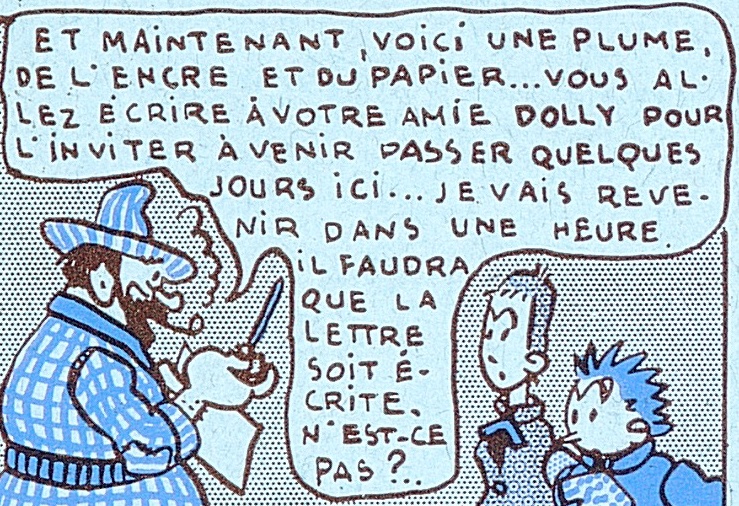 ET MAINTENANT, VOICI UNE PLUME,
DE L'ENCRE ET DU PAPIER...VOUS AL-
LEZ ÉCRIRE À VOTRE AMIE DOLLY POUR
L'INVITER À VENIR PASSER QUELQUES
JOURS ICI... JE VAIS REVE-
NIR DANS UNE HEURE.
IL FAUDRA
QUE LA
LETTRE
SOIT É-
CRITE.
N'EST-CE
PAS?..